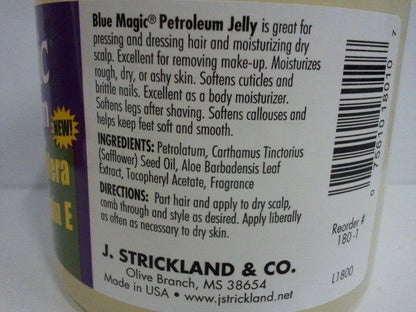 Blue Magic® Petroleum Jelly is great for
pressing and dressing hair and moisturizing dry
scalp. Excellent for removing make-up. Moisturizes
rough, dry, or ashy skin. Softens cuticles and
brittle nails. Excellent as a body moisturizer.
Softens legs after shaving. Softens callouses and
helps keep feet soft and smooth.
INGREDIENTS: Petrolatum, Carthamus Tinctorius
(Safflower) Seed Oil, Aloe Barbadensis Leaf
Extract, Tocopheryl Acetate, Fragrance
DIRECTIONS: Part hair and apply to dry scalp,
comb through and style as desired. Apply liberally
as often as necessary to dry skin.
J. STRICKLAND & CO.
Olive Branch, MS 38654
Made in USA • www.jstrickland.net
NEW!
0 75610 18010 7
Reorder #
180-1
L1800